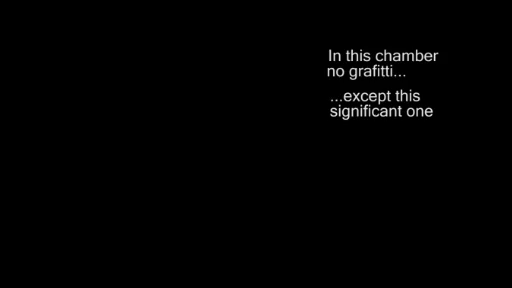 In this chamber
no grafitti...
...except this
significant one